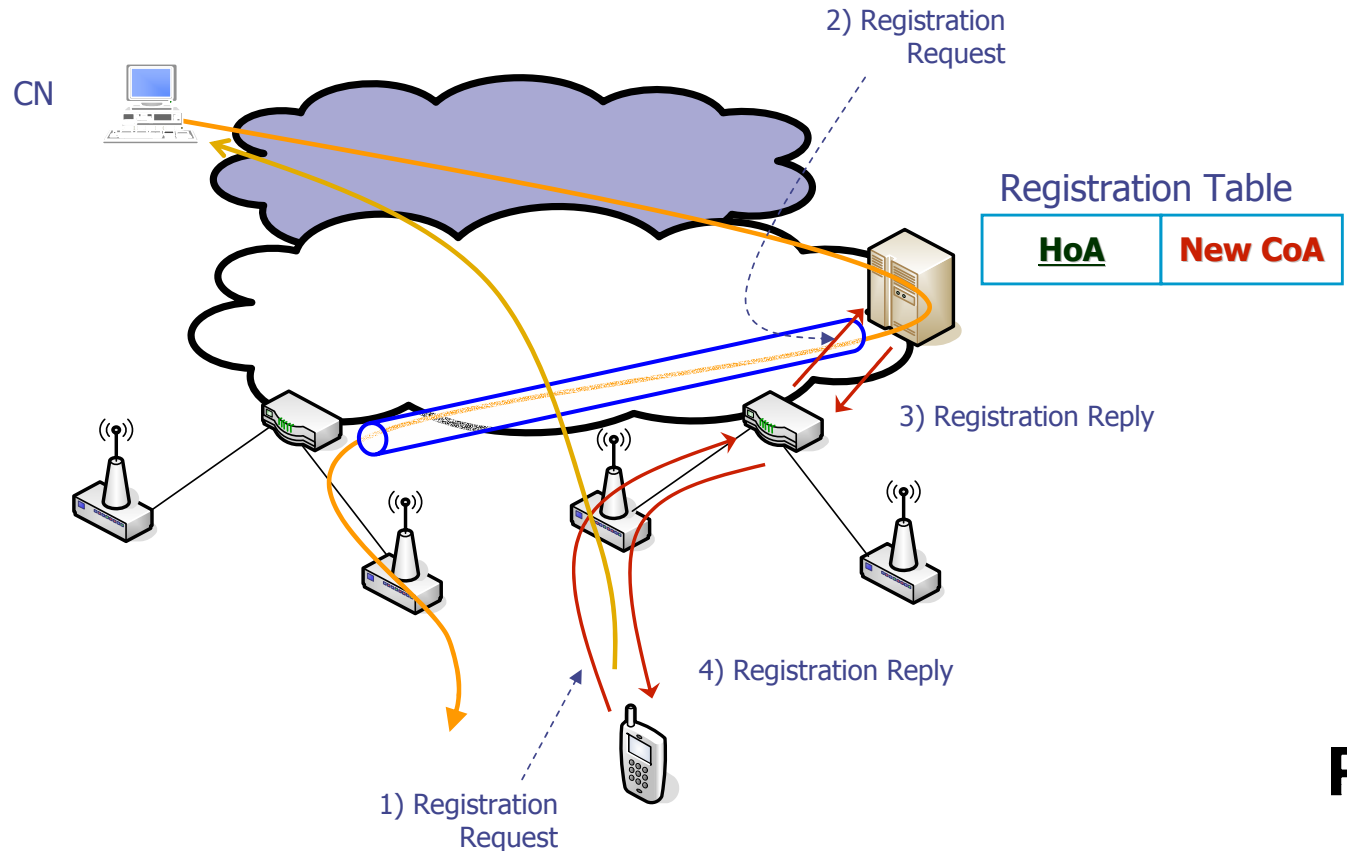 2) Registration
Request
CN
Registration Table
HoA New CoA
3) Registration Reply
4) Registration Reply
1) Registration
Request